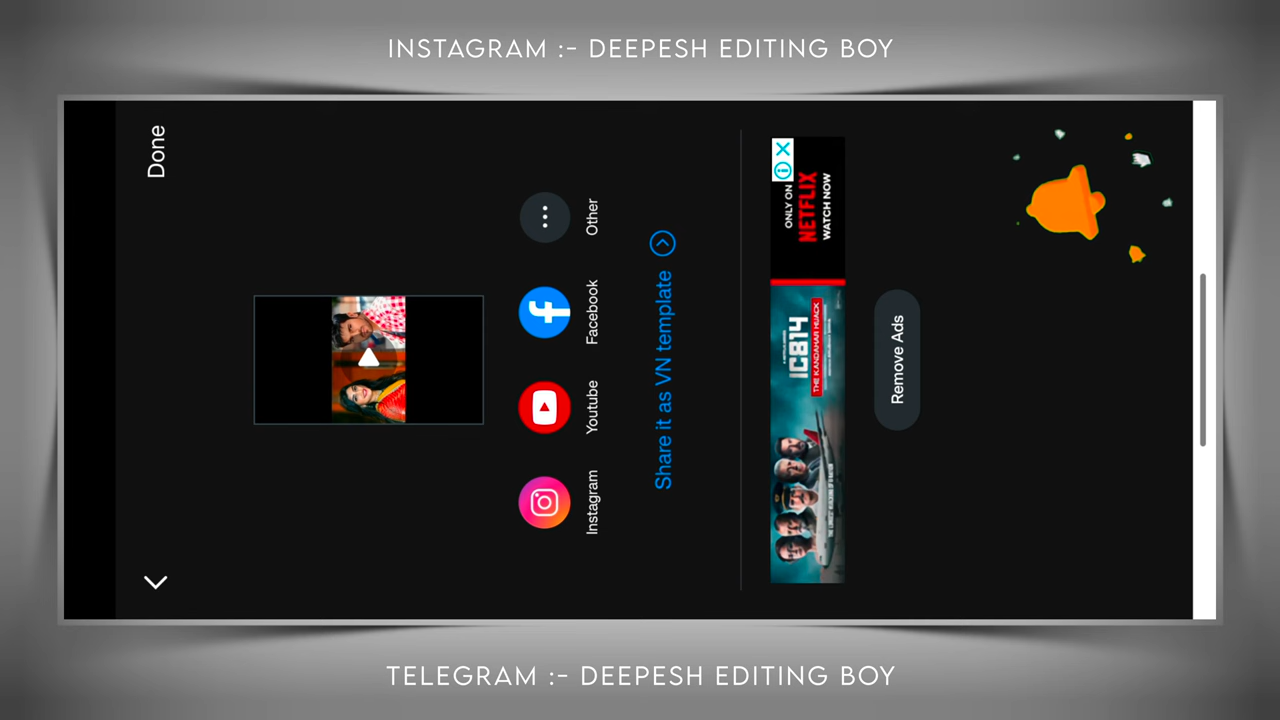 INSTAGRAM :- DEEPESH EDITING BOY
Done
Instagram
Youtube
Facebook
Other
Share it as VN template
IC814
THE KANDAHAR HIJACK
ONLY ON
NETFLIX
WATCH NOW
Remove Ads
TELEGRAM :- DEEPESH EDITING BOY